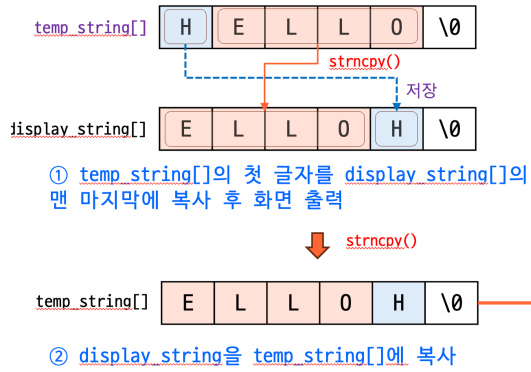 temp_string[] H E L L O \0
strncpy()
저장
display_string[] E L L O H \0
① temp_string[]의 첫 글자를 display_string[]의
맨 마지막에 복사 후 화면 출력
strncpy()
temp_string[] E L L O H \0
② display_string을 temp_string[]에 복사